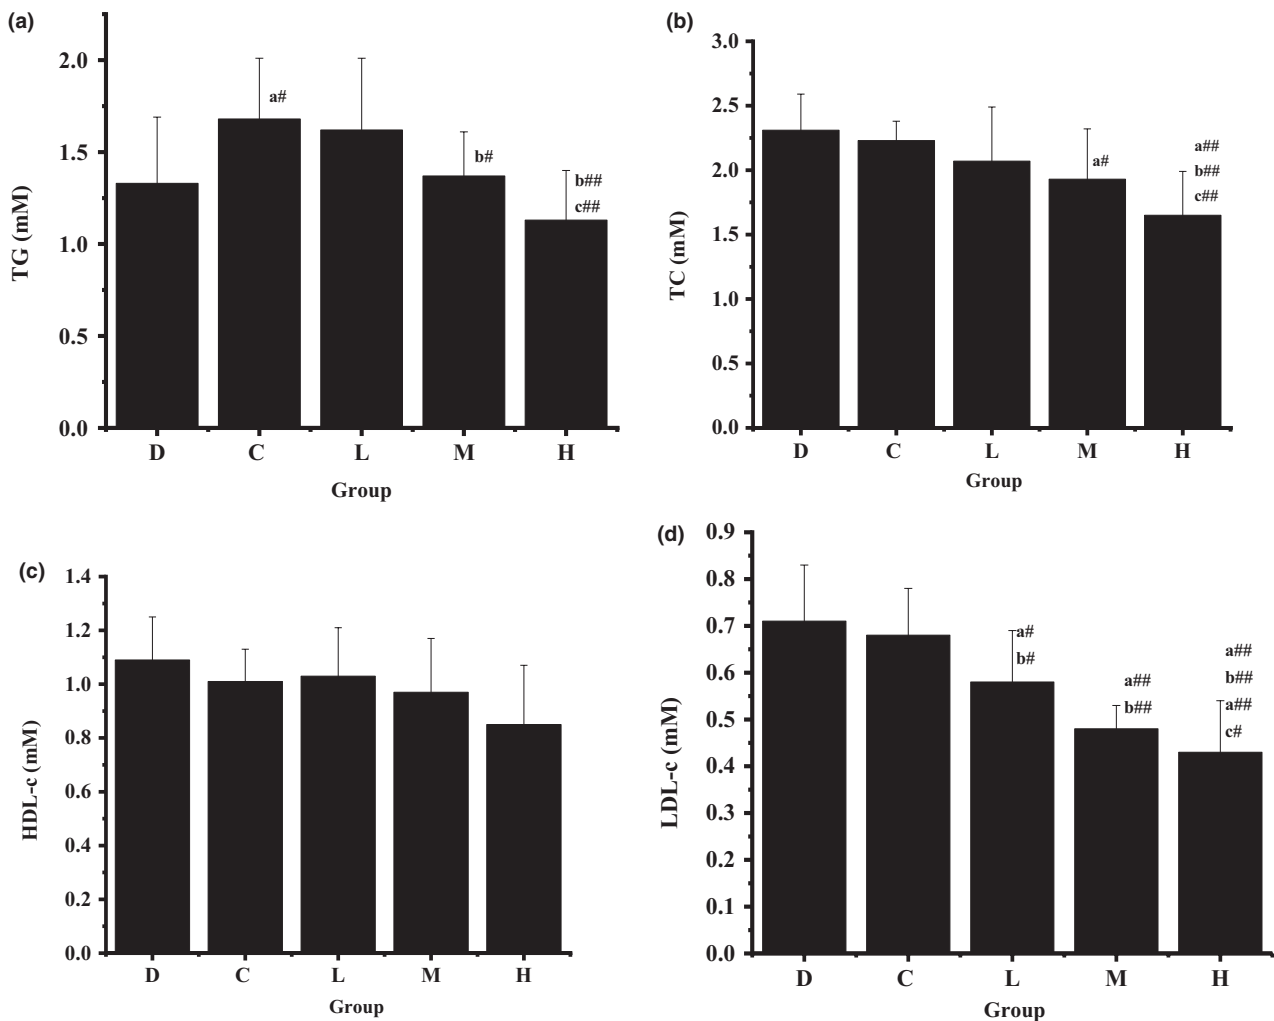 (a)
TG (mM)
2.0
1.5
1.0
0.5
0.0
a#
b#
b##
c##
D C L M H
Group
(b)
TC (mM)
3.0
2.5
2.0
1.5
1.0
0.5
0.0
a#
a##
b##
c##
D C L M H
Group
(c)
HDL-c (mM)
1.4
1.2
1.0
0.8
0.6
0.4
0.2
0.0
D C L M H
Group
(d)
LDL-c (mM)
0.9
0.8
0.7
0.6
0.5
0.4
0.3
0.2
0.1
0.0
a#
b#
a##
b##
a##
b##
a##
c#
D C L M H
Group